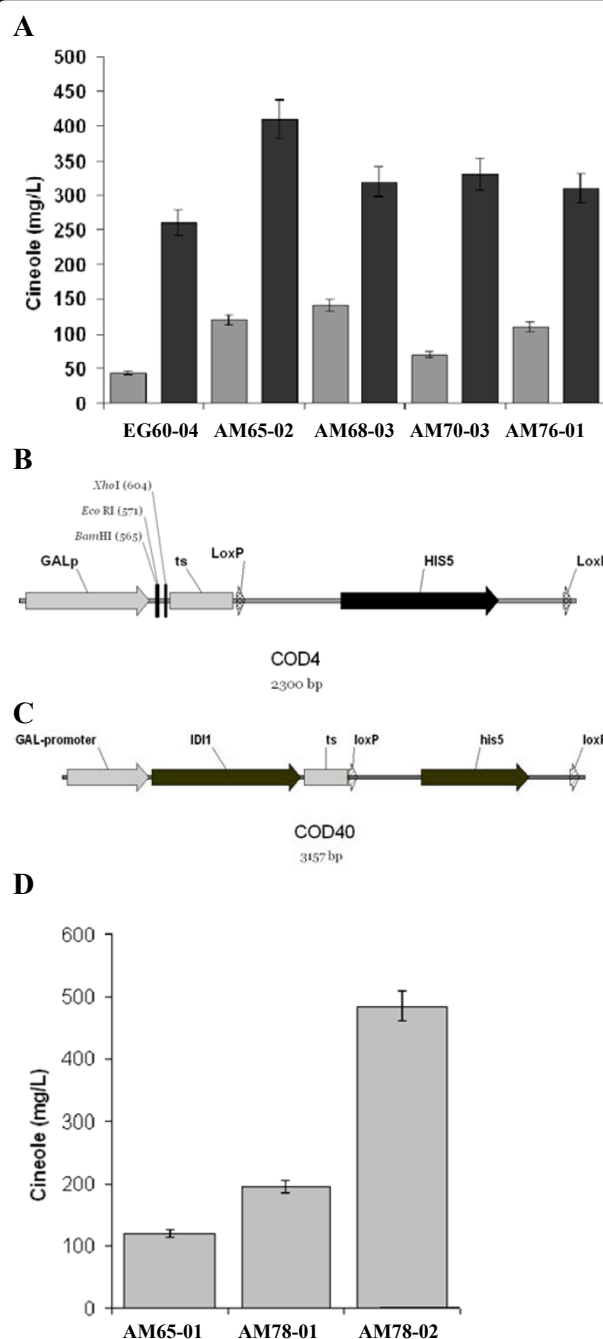 A
500
450
400
350
300
250
200
150
100
50
0
Cineole (mg/L)
EG60-04 AM65-02 AM68-03 AM70-03 AM76-01
B
XhoI (604)
Eco RI (571)
BamHI (565)
GALp ts LoxP HIS5 LoxP
COD4
2300 bp
C
GAL-promoter IDI1 ts loxP his5 loxP
COD40
3157 bp
D
600
500
400
300
200
100
0
Cineole (mg/L)
AM65-01 AM78-01 AM78-02